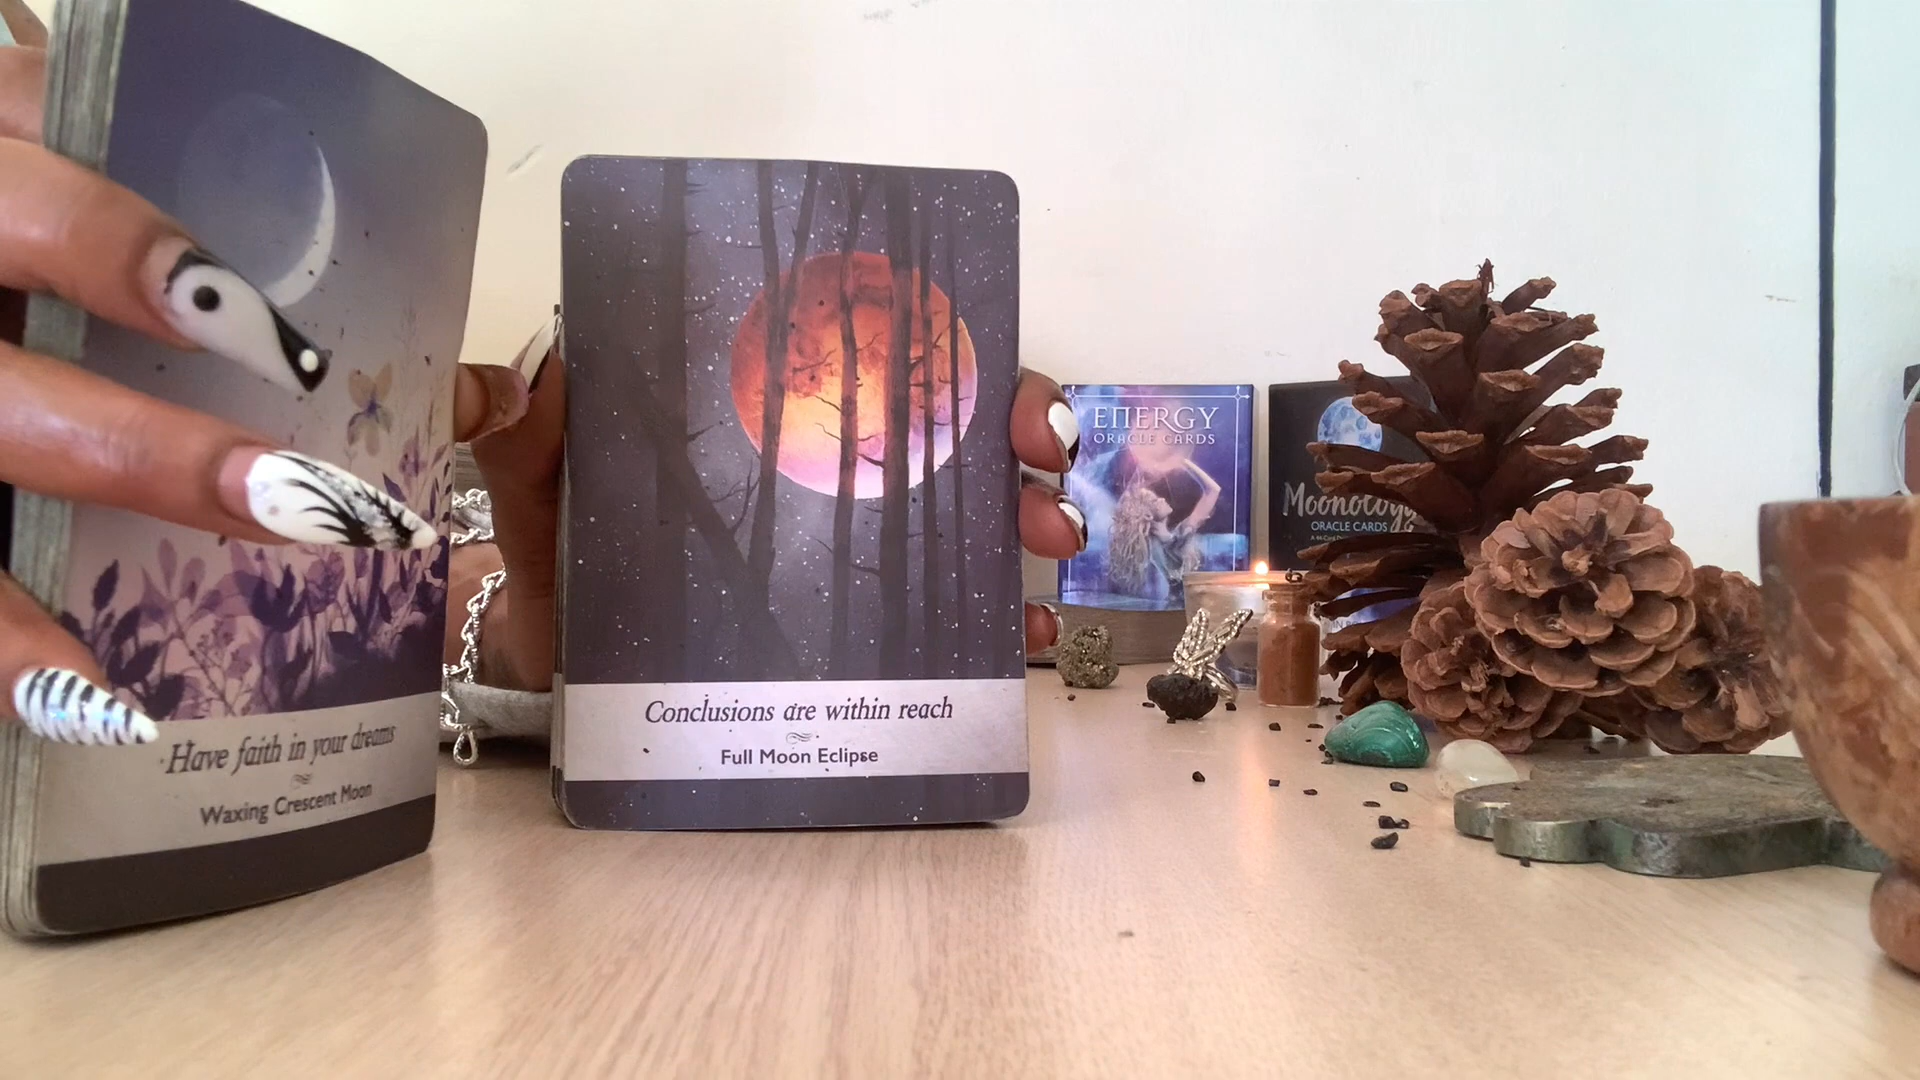 Have faith in your dreams
Waxing Crescent Moon
Conclusions are within reach
Full Moon Eclipse
ENERGY
ORACLE CARDS
Moonology
ORACLE CARDS